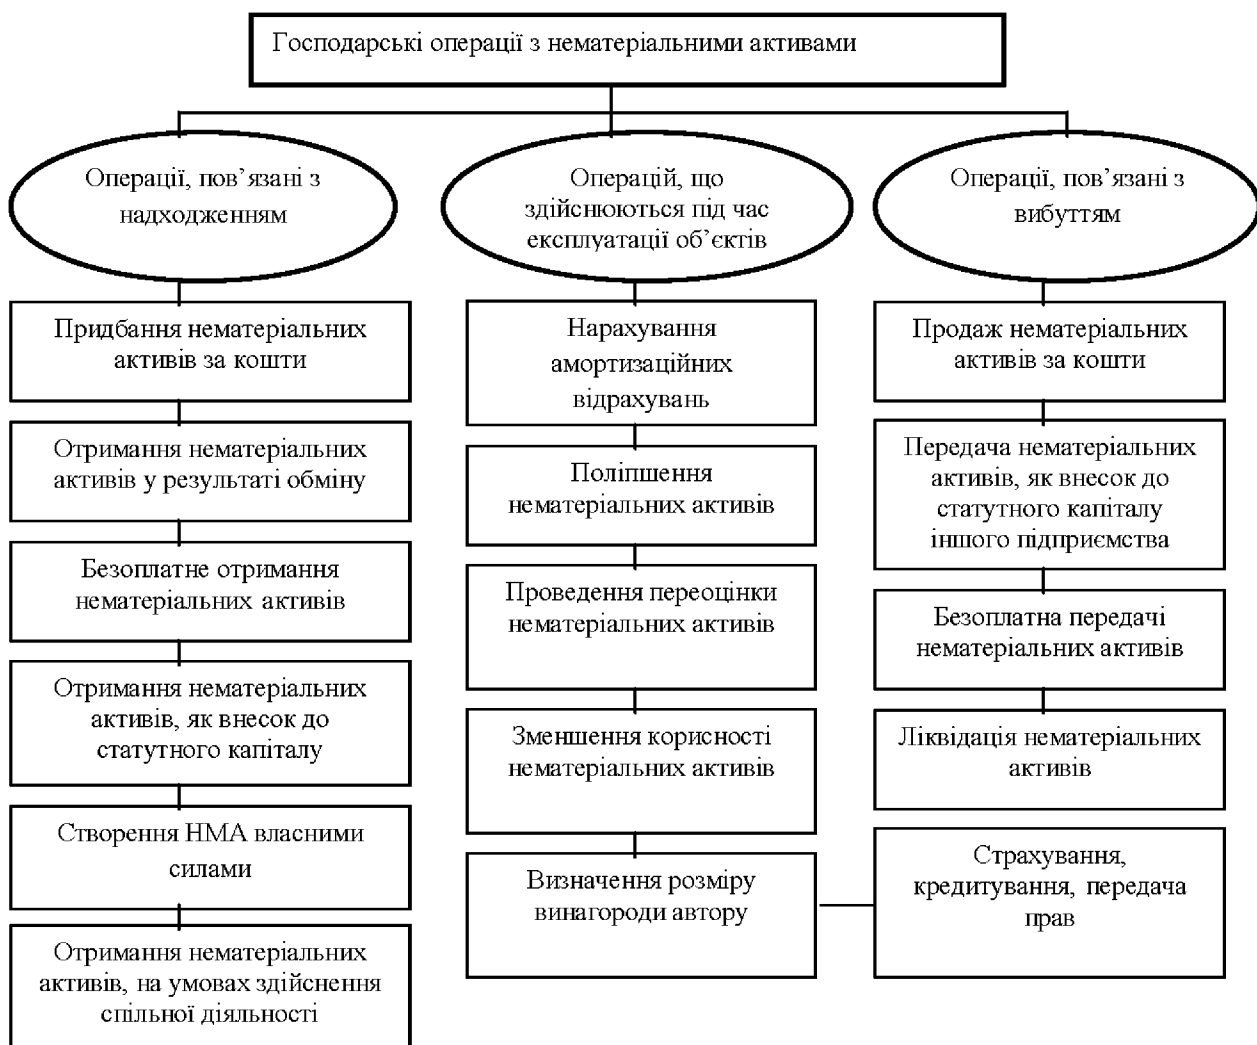 Господарські операції з нематеріальними активами
Операції, пов’язані з
надходженням
Придбання нематеріальних
активів за кошти
Отримання нематеріальних
активів у результаті обміну
Безоплатне отримання
нематеріальних активів
Отримання нематеріальних
активів, як внесок до
статутного капіталу
Створення НМА власними
силами
Отримання нематеріальних
активів, на умовах здійснення
спільної діяльності
Операцій, що
здійснюються під час
експлуатації об’єктів
Нарахування
амортизаційних
відрахувань
Поліпшення
нематеріальних активів
Проведення переоцінки
нематеріальних активів
Зменшення корисності
нематеріальних активів
Визначення розміру
винагороди автору
Операції, пов’язані з
вибуттям
Продаж нематеріальних
активів за кошти
Передача нематеріальних
активів, як внесок до
статутного капіталу
іншого підприємства
Безоплатна передачі
нематеріальних активів
Ліквідація нематеріальних
активів
Страхування,
кредитування, передача
прав